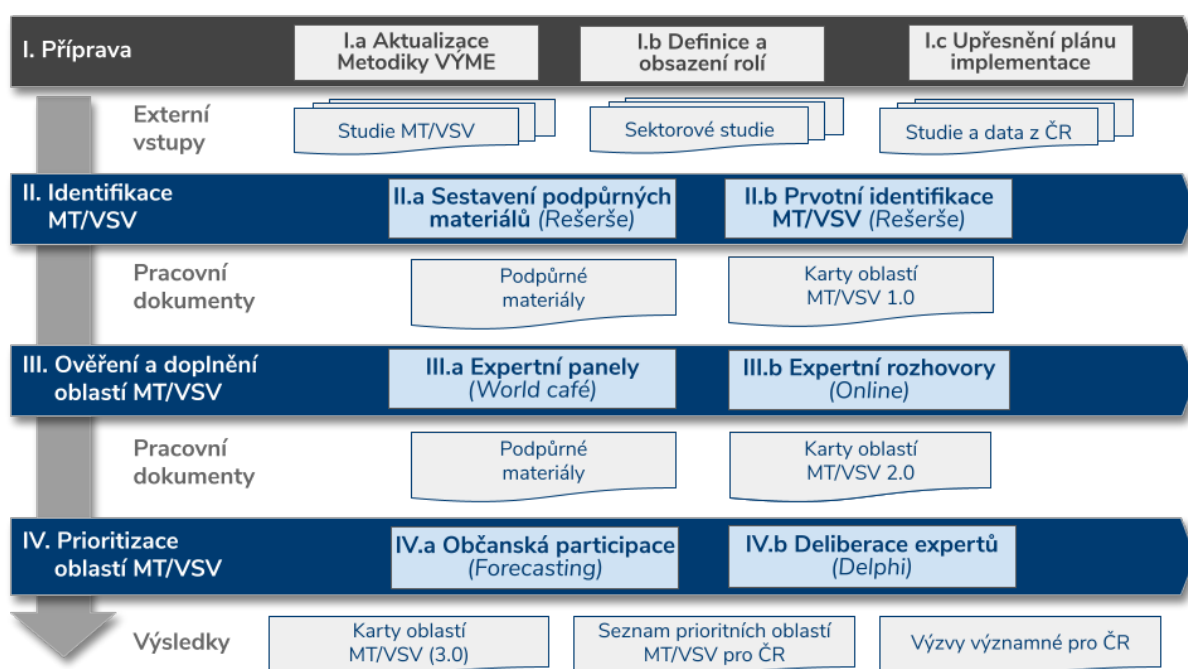 I. Příprava
I.a Aktualizace
Metodiky VÝME
I.b Definice a
obsazení rolí
I.c Upřesnění plánu
implementace
Externí
vstupy
Studie MT/VSV
Sektorové studie
Studie a data z ČR
II. Identifikace
MT/VSV
II.a Sestavení podpůrných
materiálů (Rešerše)
II.b Prvotní identifikace
MT/VSV (Rešerše)
Pracovní
dokumenty
Podpůrné
materiály
Karty oblastí
MT/VSV 1.0
III. Ověření a doplnění
oblastí MT/VSV
III.a Expertní panely
(World café)
III.b Expertní rozhovory
(Online)
Pracovní
dokumenty
Podpůrné
materiály
Karty oblastí
MT/VSV 2.0
IV. Prioritizace
oblastí MT/VSV
IV.a Občanská participace
(Forecasting)
IV.b Deliberace expertů
(Delphi)
Výsledky
Karty oblastí
MT/VSV (3.0)
Seznam prioritních oblastí
MT/VSV pro ČR
Výzvy významné pro ČR